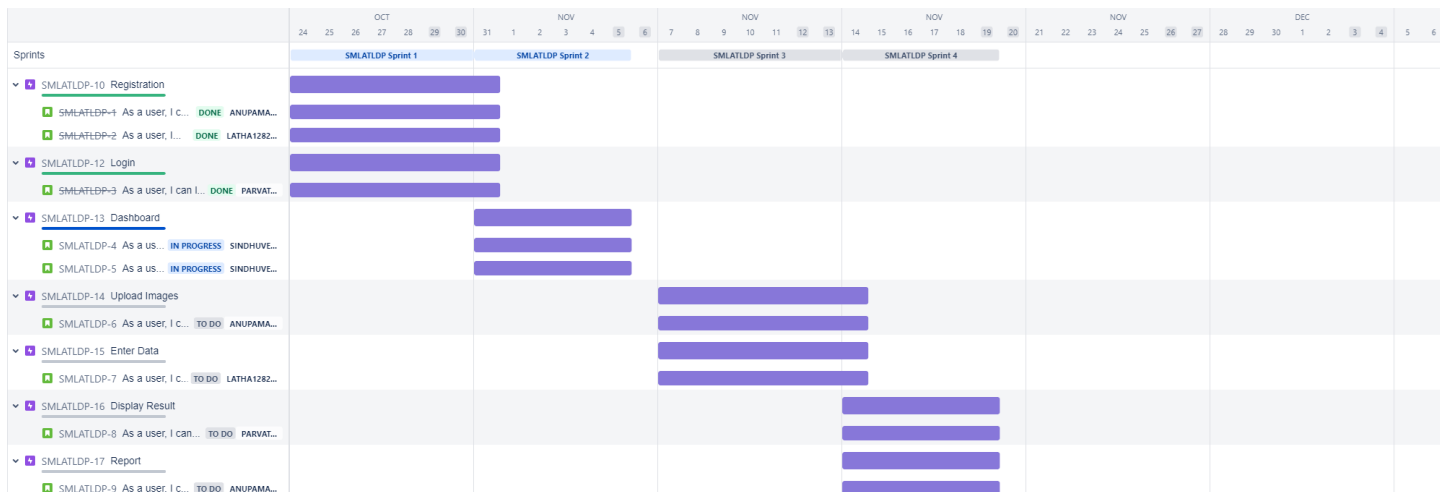 OCT NOV NOV NOV NOV DEC
24 25 26 27 28 29 30 31 1 2 3 4 5 6 7 8 9 10 11 12 13 14 15 16 17 18 19 20 21 22 23 24 25 26 27 28 29 30 1 2 3 4 5 6
Sprints SMLATLDP Sprint 1 SMLATLDP Sprint 2 SMLATLDP Sprint 3 SMLATLDP Sprint 4
SMLATLDP-10 Registration
SMLATLDP-1 As a user, I c... DONE ANUPAMA...
SMLATLDP-2 As a user, I... DONE LATHA1282...
SMLATLDP-12 Login
SMLATLDP-3 As a user, I can l... DONE PARVAT...
SMLATLDP-13 Dashboard
SMLATLDP-4 As a us... IN PROGRESS SINDHUVE...
SMLATLDP-5 As a us... IN PROGRESS SINDHUVE...
SMLATLDP-14 Upload Images
SMLATLDP-6 As a user, I c... TO DO ANUPAMA...
SMLATLDP-15 Enter Data
SMLATLDP-7 As a user, I c... TO DO LATHA1282...
SMLATLDP-16 Display Result
SMLATLDP-8 As a user, I can... TO DO PARVAT...
SMLATLDP-17 Report
SMLATLDP-9 As a user, I c... TO DO ANUPAMA...